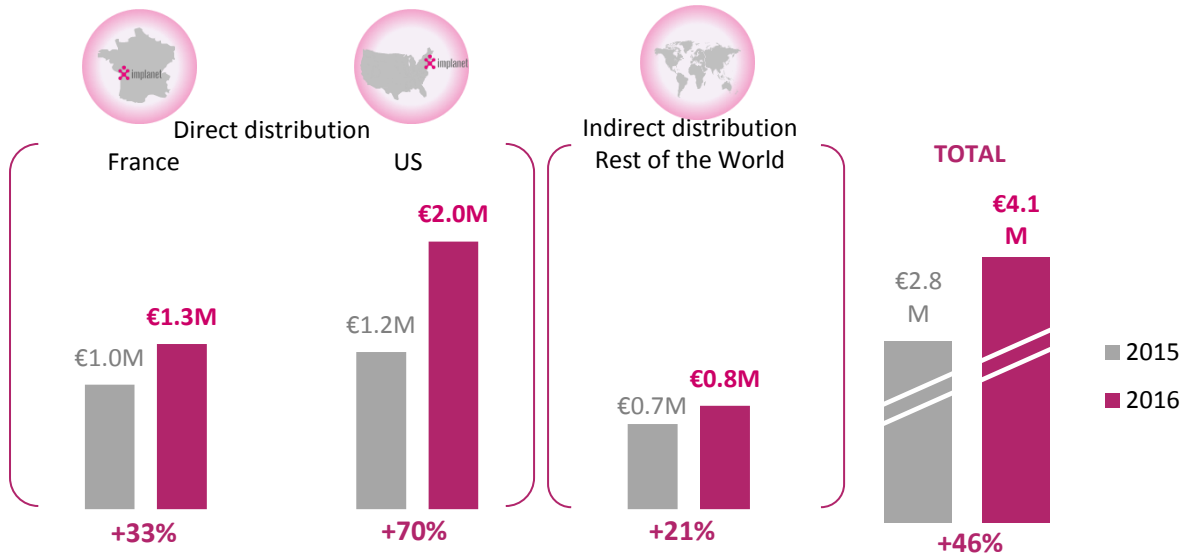 implanet
implanet
Direct distribution
France
US
Indirect distribution
Rest of the World
TOTAL
€1.0M
€1.3M
€1.2M
€2.0M
€0.7M
€0.8M
€2.8
M
€4.1
M
2015
2016
+33%
+70%
+21%
+46%